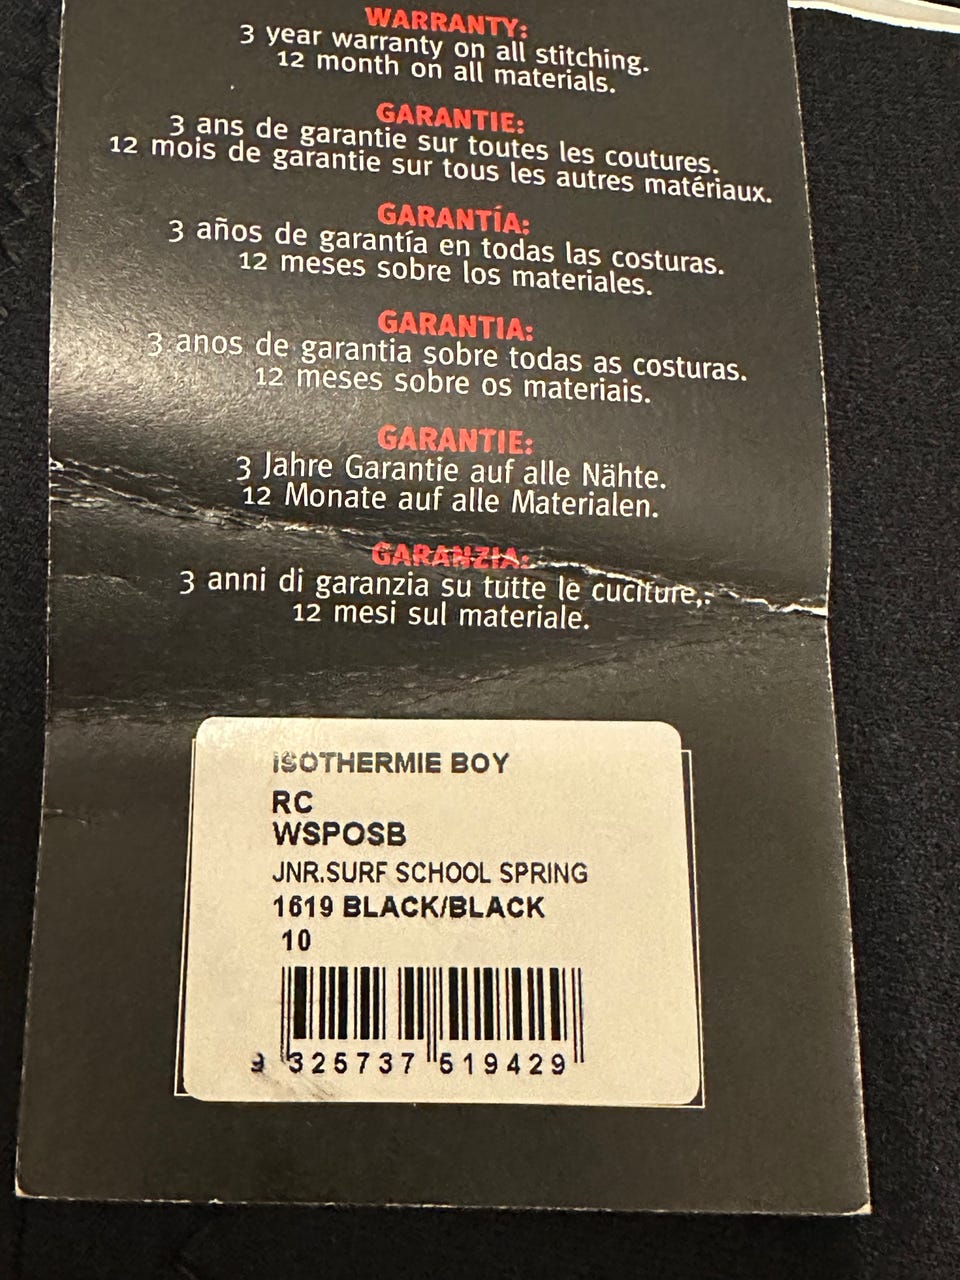 WARRANTY:
3 year warranty on all stitching.
12 month on all materials.
GARANTIE:
3 ans de garantie sur toutes les coutures.
12 mois de garantie sur tous les autres matériaux.
GARANTÍA:
3 años de garantía en todas las costuras.
12 meses sobre los materiales.
GARANTIA:
3 anos de garantia sobre todas as costuras.
12 meses sobre os materiais.
GARANTIE:
3 Jahre Garantie auf alle Nähte.
12 Monate auf alle Materialen.
GARANZIA:
3 anni di garanzia su tutte le cuciture,
12 mesi sul materiale.
ISOTHERMIE BOY
RC
WSPOSB
JNR.SURF SCHOOL SPRING
1619 BLACK/BLACK
10
9 325737 519429